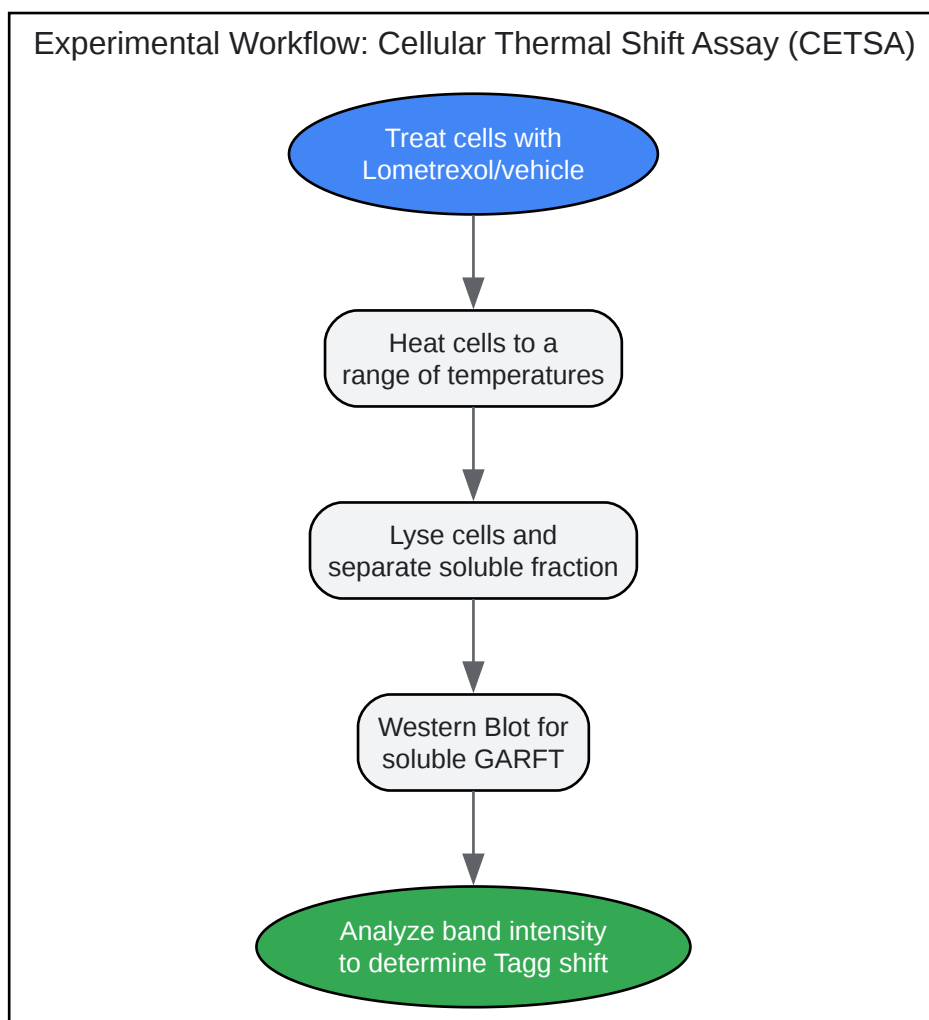 Experimental Workflow: Cellular Thermal Shift Assay (CETSA)
Treat cells with
Lometrexol/vehicle
Heat cells to a
range of temperatures
Lyse cells and
separate soluble fraction
Western Blot for
soluble GARFT
Analyze band intensity
to determine Tagg shift